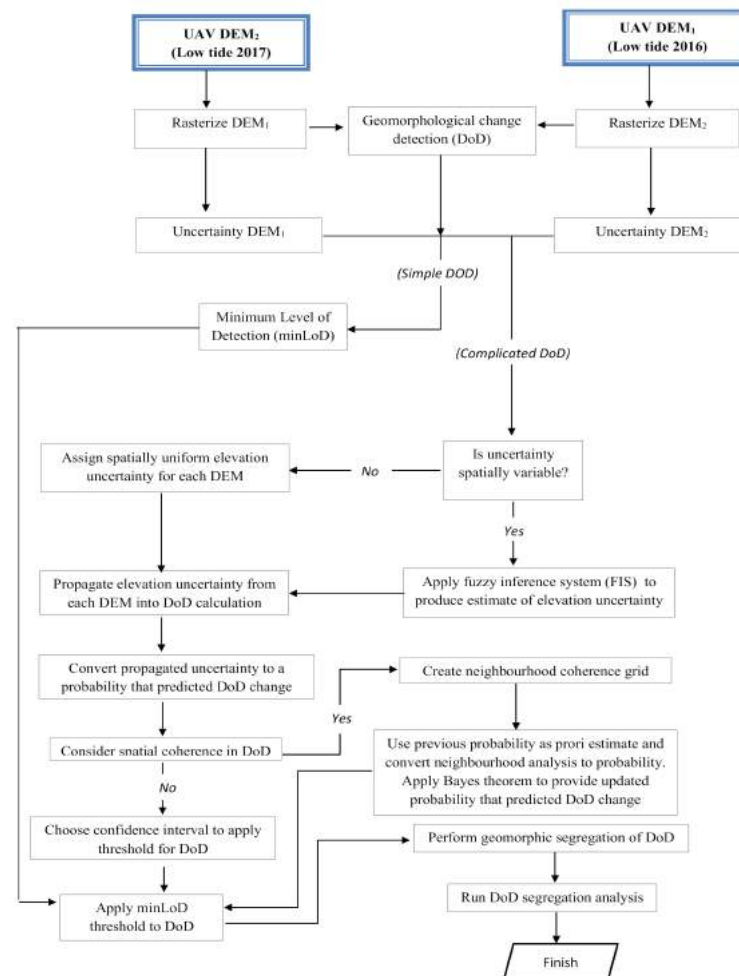 UAV DEM₂
(Low tide 2017)
UAV DEM₁
(Low tide 2016)
Rasterize DEM₁
Geomorphological change
detection (DoD)
Rasterize DEM₂
Uncertainty DEM₁
Uncertainty DEM₂
(Simple DOD)
Minimum Level of
Detection (minLoD)
(Complicated DoD)
Assign spatially uniform elevation
uncertainty for each DEM
No
Is uncertainty
spatially variable?
Yes
Propagate elevation uncertainty from
each DEM into DoD calculation
Apply fuzzy inference system (FIS) to
produce estimate of elevation uncertainty
Convert propagated uncertainty to a
probability that predicted DoD change
Create neighbourhood coherence grid
Yes
Consider spatial coherence in DoD
Use previous probability as priori estimate and
convert neighbourhood analysis to probability.
Apply Bayes theorem to provide updated
probability that predicted DoD change
No
Choose confidence interval to apply
threshold for DoD
Perform geomorphic segregation of DoD
Apply minLoD
threshold to DoD
Run DoD segregation analysis
Finish